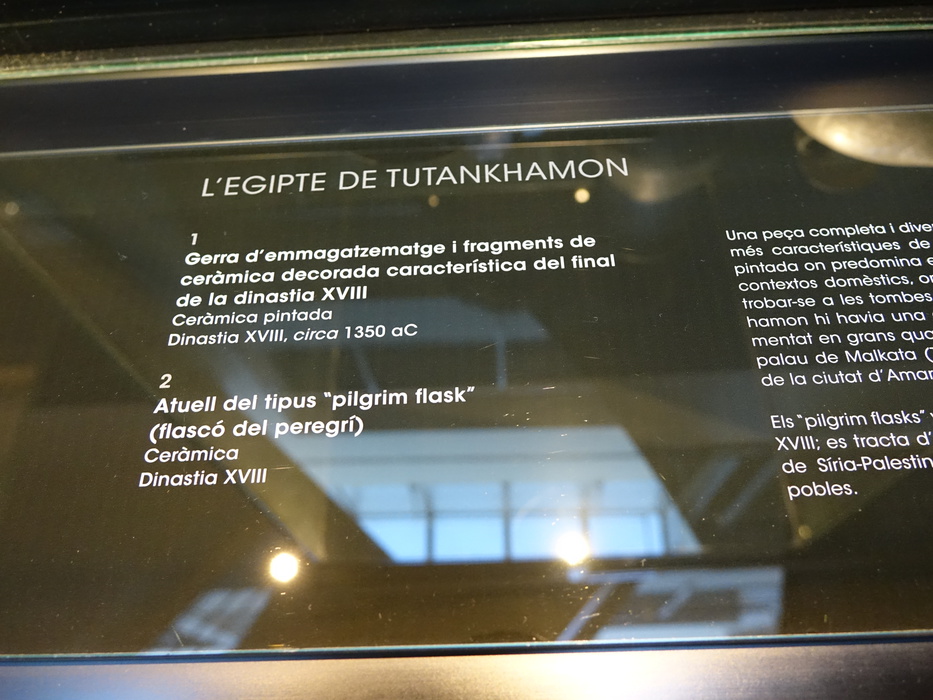 L'EGIPTE DE TUTANKHAMON
1
Gerra d'emmagatzematge i fragments de
ceràmica decorada característica del final
de la dinastia XVIII
Ceràmica pintada
Dinastia XVIII, circa 1350 aC
2
Atuell del tipus "pilgrim flask"
(flascó del peregrí)
Ceràmica
Dinastia XVIII
Una peça completa i
més característiques de
pintada on predomina
contextos domèstics,
trobar-se a les tombes
hamon hi havia una
mentat en grans
palau de Malkata
de la ciutat
Els "pilgrim flasks"
XVIII; es tracta
de
pobles.